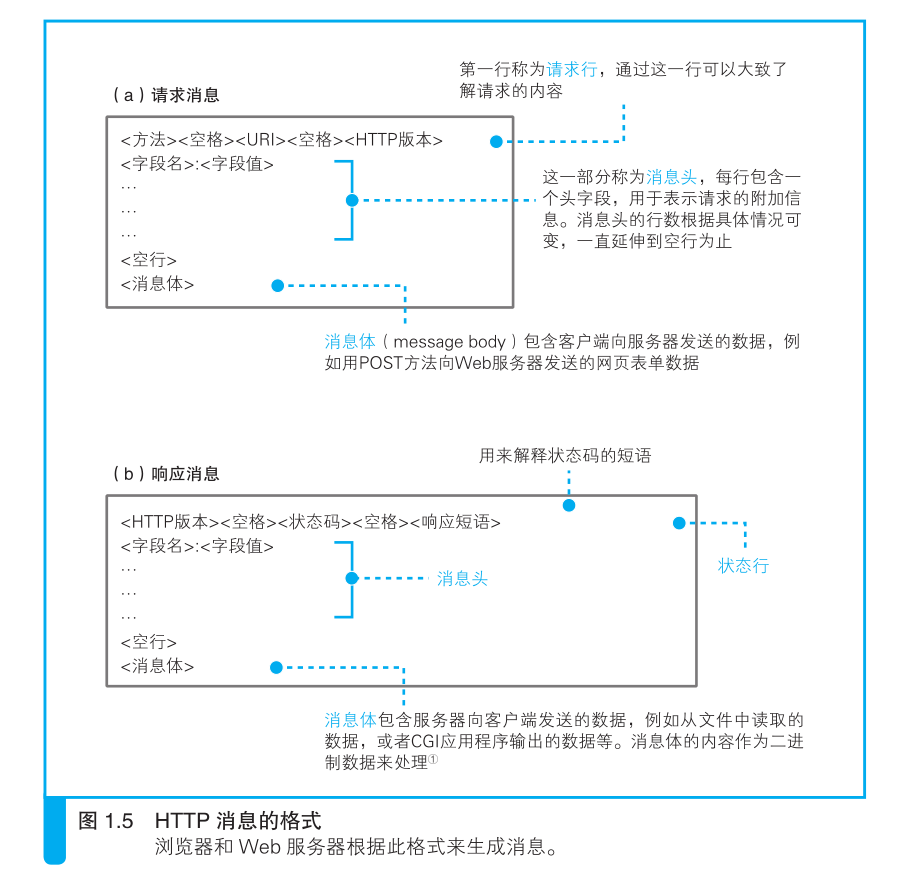 第一行称为请求行，通过这一行可以大致了
解请求的内容
（a）请求消息
<方法><空格><URI><空格><HTTP版本>
<字段名>:<字段值>
…
…
…
<空行>
<消息体>
这一部分称为消息头，每行包含一
个头字段，用于表示请求的附加信
息。消息头的行数根据具体情况可
变，一直延伸到空行为止
消息体（message body）包含客户端向服务器发送的数据，例
如用POST方法向Web服务器发送的网页表单数据
用来解释状态码的短语
（b）响应消息
<HTTP版本><空格><状态码><空格><响应短语>
<字段名>:<字段值>
…
…
…
<空行>
<消息体>
状态行
消息头
消息体包含服务器向客户端发送的数据，例如从文件中读取的
数据，或者CGI应用程序输出的数据等。消息体的内容作为二进
制数据来处理①
图 1.5 HTTP 消息的格式
浏览器和 Web 服务器根据此格式来生成消息。